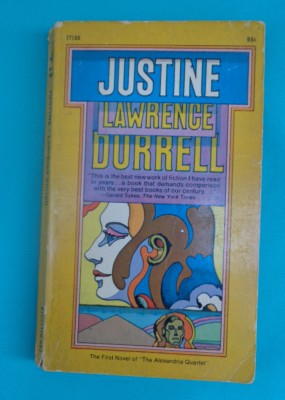 JUSTINE
LAWRENCE
DURRELL
"This is the best new work of fiction I have read
in years . . . a book that demands comparison
with the very best books of our century."
—Gerald Sykes, The New York Times
The First Novel of "The Alexandria Quartet"